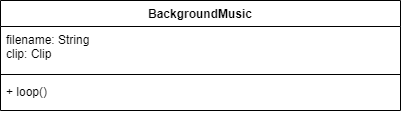 BackgroundMusic
filename: String
clip: Clip
+ loop()